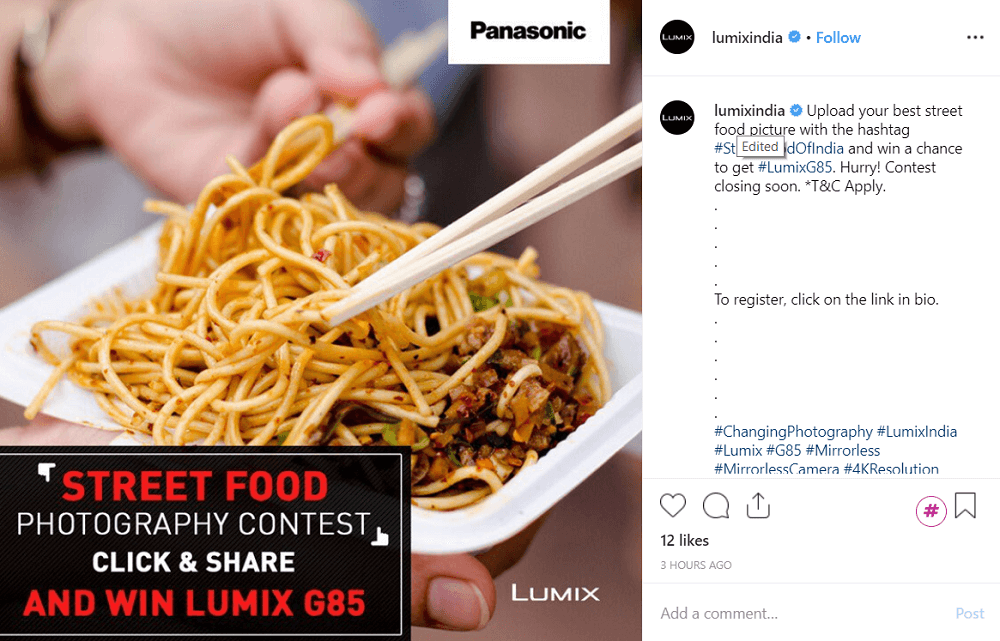 Panasonic
STREET FOOD
PHOTOGRAPHY CONTEST
CLICK & SHARE
AND WIN LUMIX G85
LUMIX
LUMIX
lumixindia • Follow
LUMIX
lumixindia Upload your best street
food picture with the hashtag
#St Edited dOfIndia and win a chance
to get #LumixG85. Hurry! Contest
closing soon. *T&C Apply.
.
.
.
.
.
To register, click on the link in bio.
.
.
.
.
.
.
#ChangingPhotography #LumixIndia
#Lumix #G85 #Mirrorless
#MirrorlessCamera #4KResolution
#
12 likes
3 HOURS AGO
Add a comment...
Post